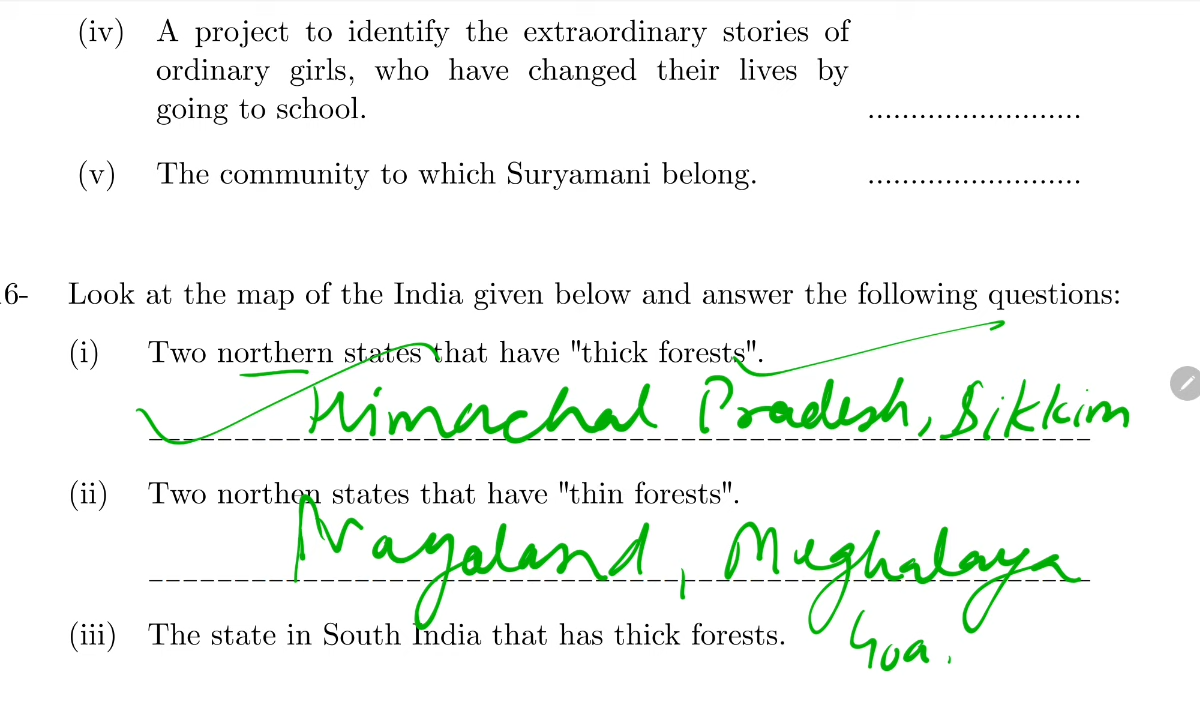 (iv) A project to identify the extraordinary stories of
ordinary girls, who have changed their lives by
going to school. .........................
(v) The community to which Suryamani belong. .........................
6- Look at the map of the India given below and answer the following questions:
(i) Two northern states that have "thick forests".
Himachal Pradesh, Sikkim
(ii) Two northen states that have "thin forests".
Nagaland, Meghalaya
(iii) The state in South India that has thick forests.
Goa.